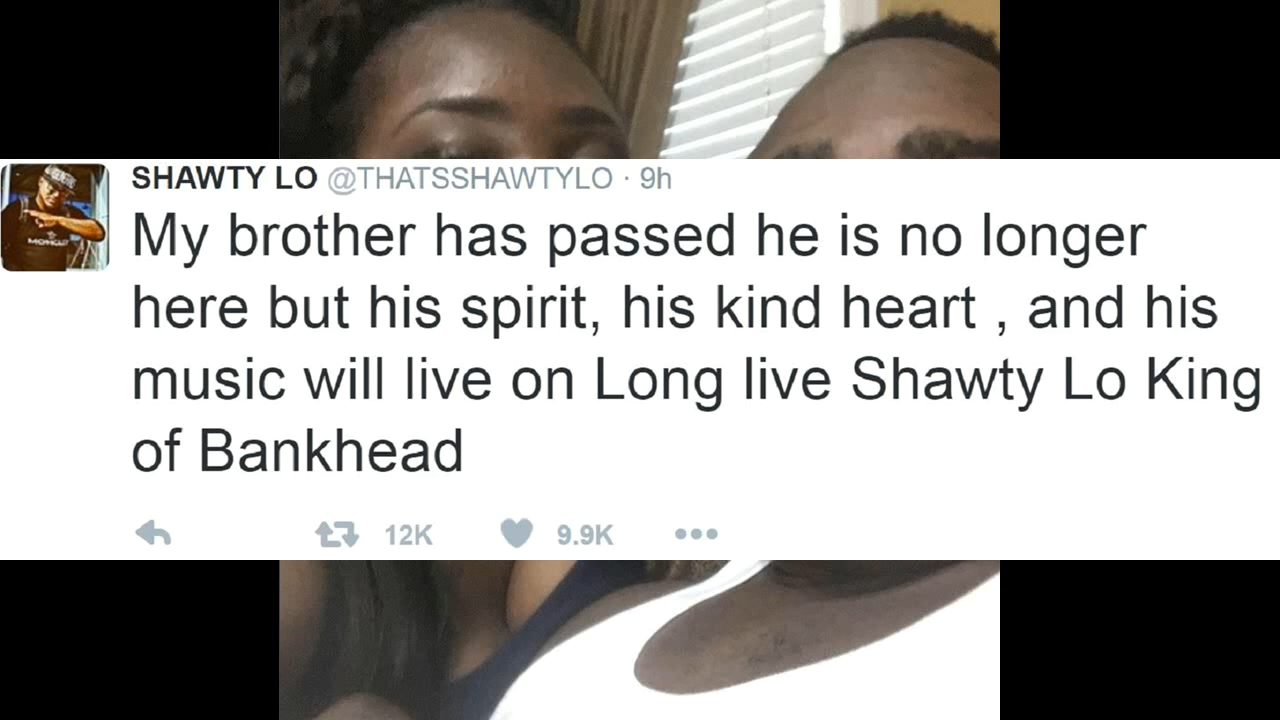 SHAWTY LO @THATSSHAWTYLO · 9h
My brother has passed he is no longer
here but his spirit, his kind heart , and his
music will live on Long live Shawty Lo King
of Bankhead
12K 9.9K